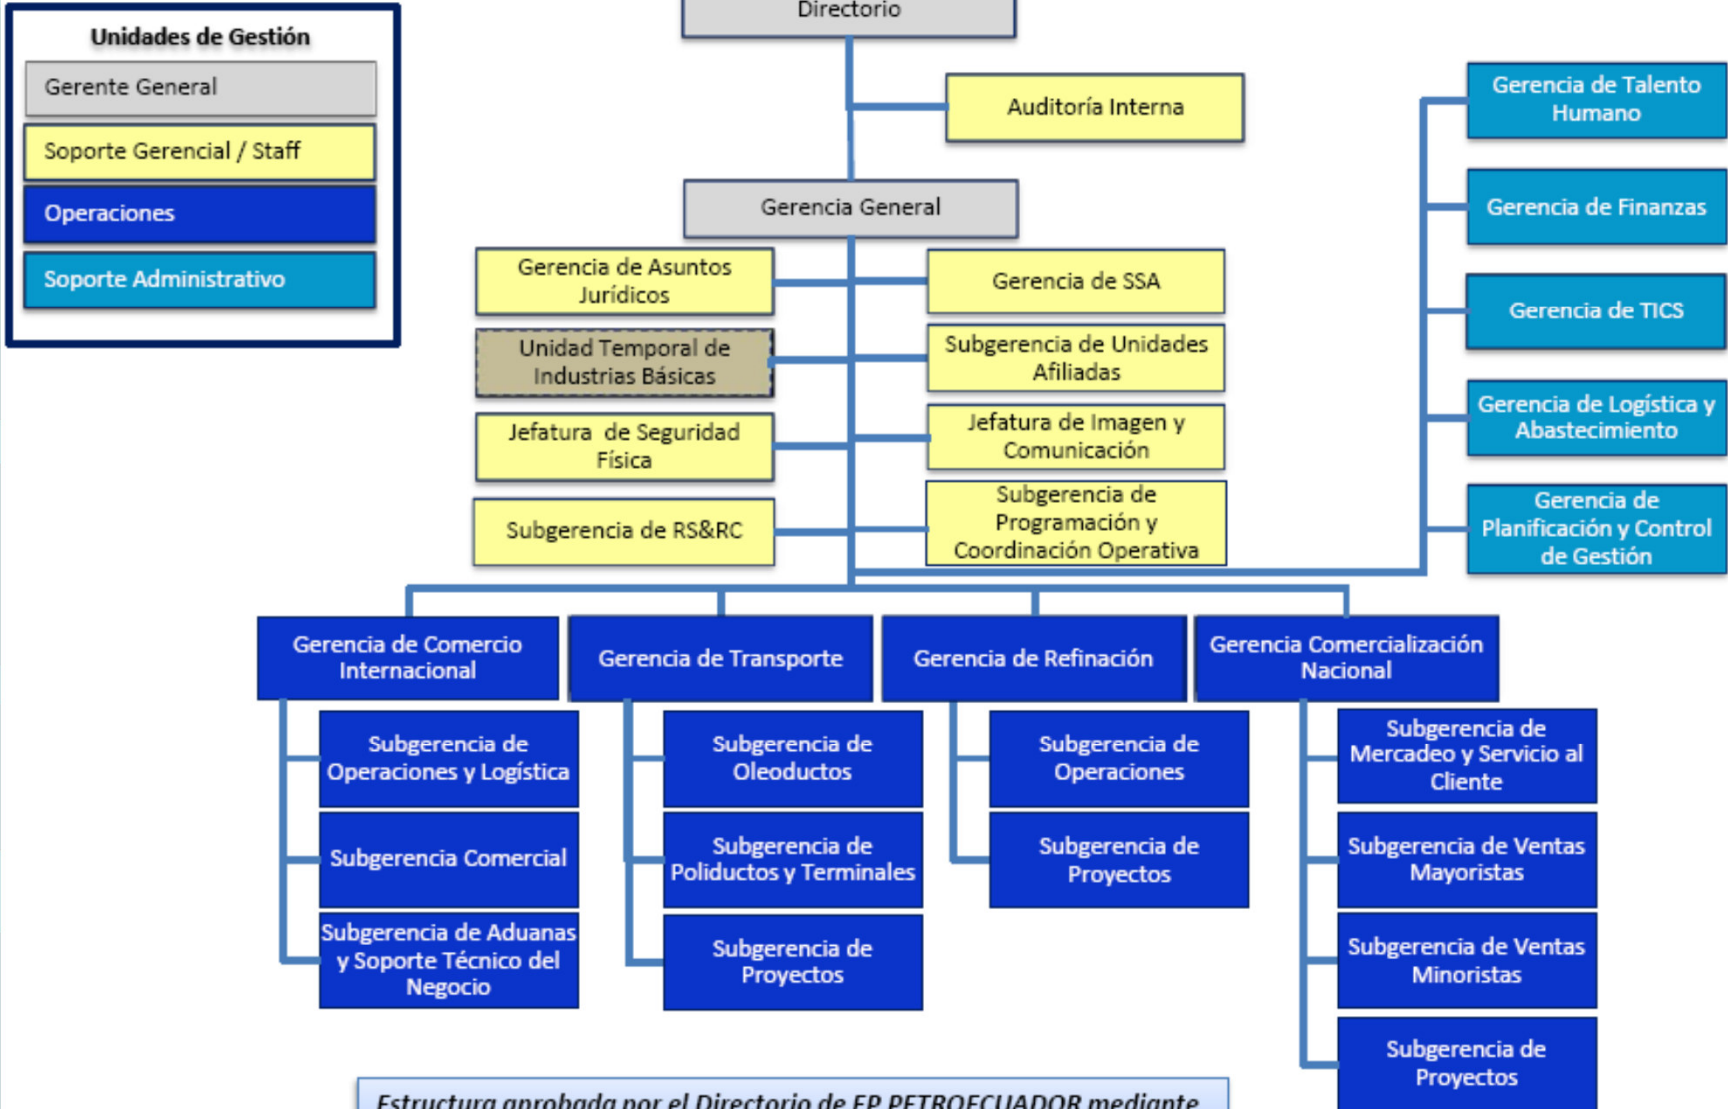 Directorio
Unidades de Gestión
Gerente General
Soporte Gerencial / Staff
Operaciones
Soporte Administrativo
Auditoría Interna
Gerencia General
Gerencia de Asuntos
Jurídicos
Unidad Temporal de
Industrias Básicas
Jefatura de Seguridad
Física
Subgerencia de RS&RC
Gerencia de SSA
Subgerencia de Unidades
Afiliadas
Jefatura de Imagen y
Comunicación
Subgerencia de
Programación y
Coordinación Operativa
Gerencia de Talento
Humano
Gerencia de Finanzas
Gerencia de TICS
Gerencia de Logística y
Abastecimiento
Gerencia de
Planificación y Control
de Gestión
Gerencia de Comercio
Internacional
Subgerencia de
Operaciones y Logística
Subgerencia Comercial
Subgerencia de Aduanas
y Soporte Técnico del
Negocio
Gerencia de Transporte
Subgerencia de
Oleoductos
Subgerencia de
Poliductos y Terminales
Subgerencia de
Proyectos
Gerencia de Refinación
Subgerencia de
Operaciones
Subgerencia de
Proyectos
Gerencia Comercialización
Nacional
Subgerencia de
Mercadeo y Servicio al
Cliente
Subgerencia de Ventas
Mayoristas
Subgerencia de Ventas
Minoristas
Subgerencia de
Proyectos
Estructura aprobada por el Directorio de EP PETROECUADOR mediante